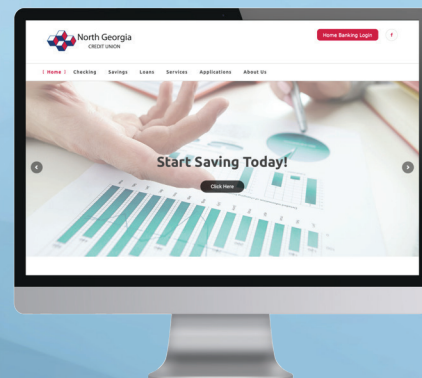 North Georgia
CREDIT UNION
Home Banking Login
f
Home Checking Savings Loans Services Applications About Us
Start Saving Today!
Click Here